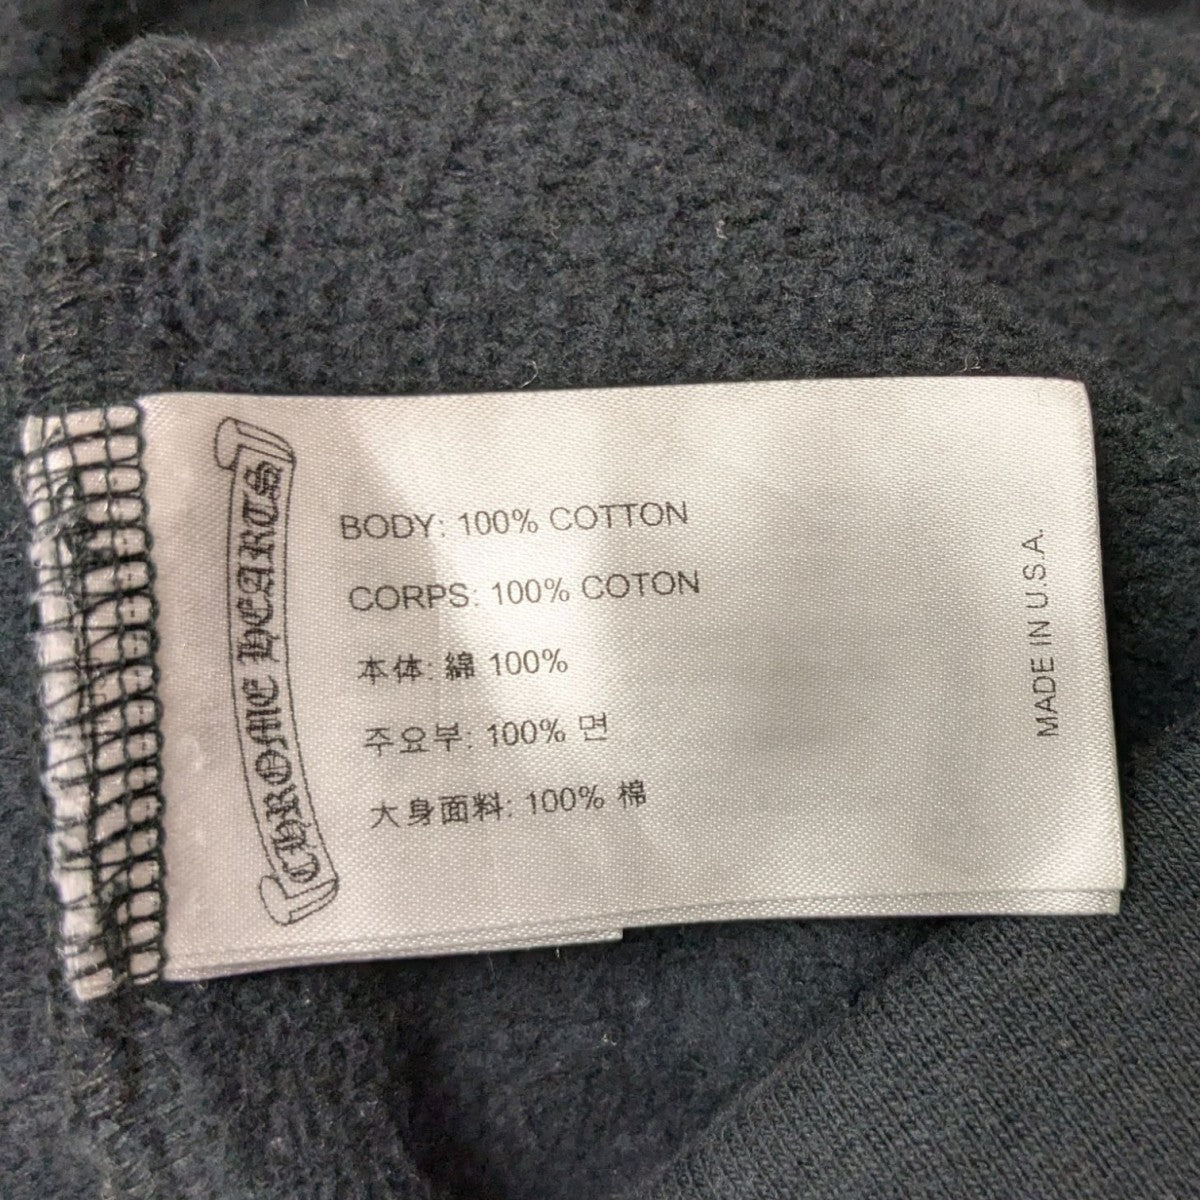 CHROME HEARTS
BODY: 100% COTTON
CORPS: 100% COTON
本体: 綿 100%
주요부: 100% 면
大身面料: 100% 棉
MADE IN U.S.A.